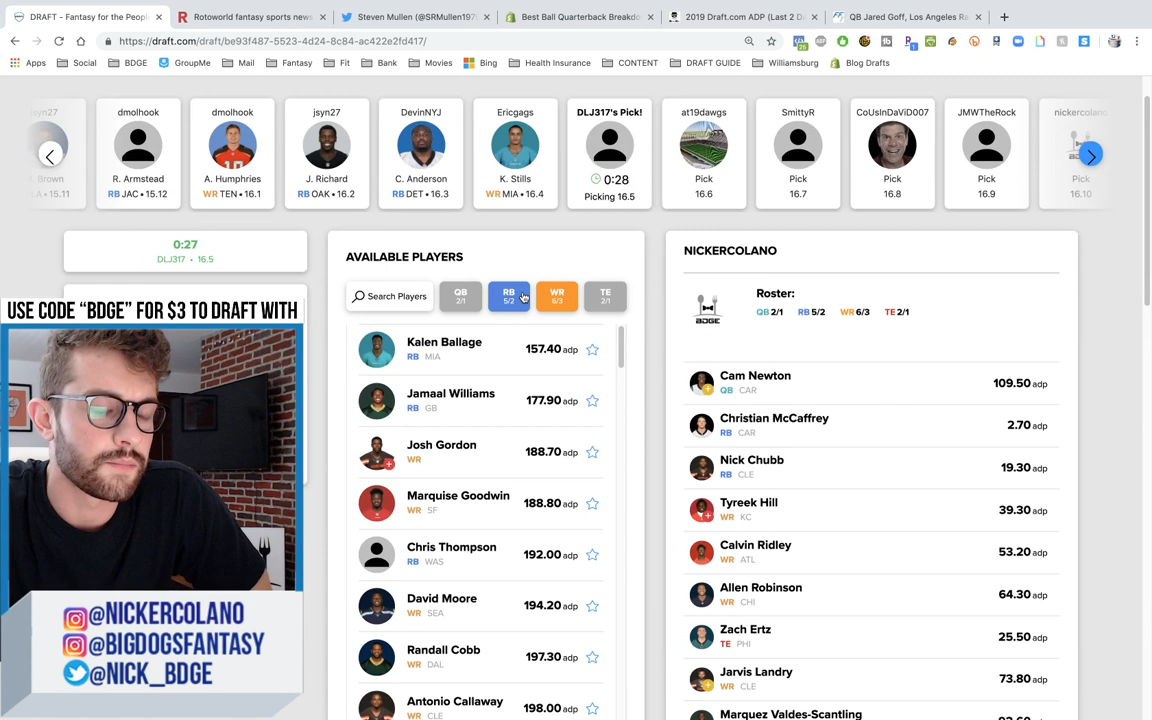 DRAFT - Fantasy for the Peopl
Rotoworld fantasy sports news
Steven Mullen (@SRMullen197
Best Ball Quarterback Breakdo
2019 Draft.com ADP (Last 2 D
QB Jared Goff, Los Angeles Ra
https://draft.com/draft/be93f487-5523-4d24-8c84-ac422e2fd417/
Apps Social BDGE GroupMe Mail Fantasy Fit Bank Movies Bing Health Insurance CONTENT DRAFT GUIDE Williamsburg Blog Drafts
dmolhook
R. Armstead
RB JAC • 15.12
dmolhook
A. Humphries
WR TEN • 16.1
jsyn27
J. Richard
RB OAK • 16.2
DevinNYJ
C. Anderson
RB DET • 16.3
Ericgags
K. Stills
WR MIA • 16.4
DLJ317's Pick!
0:28
Picking 16.5
at19dawgs
Pick
16.6
SmittyR
Pick
16.7
CoUsInDaViD007
Pick
16.8
JMWTheRock
Pick
16.9
nickercolano
Pick
16.10
0:27
DLJ317 • 16.5
USE CODE “BDGE” FOR $3 TO DRAFT WITH
@NICKERCOLANO
@BIGDOGSFANTASY
@NICK_BDGE
AVAILABLE PLAYERS
Search Players
QB
2/1
RB
5/2
WR
6/3
TE
2/1
Kalen Ballage
RB MIA
157.40 adp
Jamaal Williams
RB GB
177.90 adp
Josh Gordon
WR
188.70 adp
Marquise Goodwin
WR SF
188.80 adp
Chris Thompson
RB WAS
192.00 adp
David Moore
WR SEA
194.20 adp
Randall Cobb
WR DAL
197.30 adp
Antonio Callaway
WR CLE
198.00 adp
NICKERCOLANO
BDGE
Roster:
QB 2/1 RB 5/2 WR 6/3 TE 2/1
Cam Newton
QB CAR
109.50 adp
Christian McCaffrey
RB CAR
2.70 adp
Nick Chubb
RB CLE
19.30 adp
Tyreek Hill
WR KC
39.30 adp
Calvin Ridley
WR ATL
53.20 adp
Allen Robinson
WR CHI
64.30 adp
Zach Ertz
TE PHI
25.50 adp
Jarvis Landry
WR CLE
73.80 adp
Marquez Valdes-Scantling